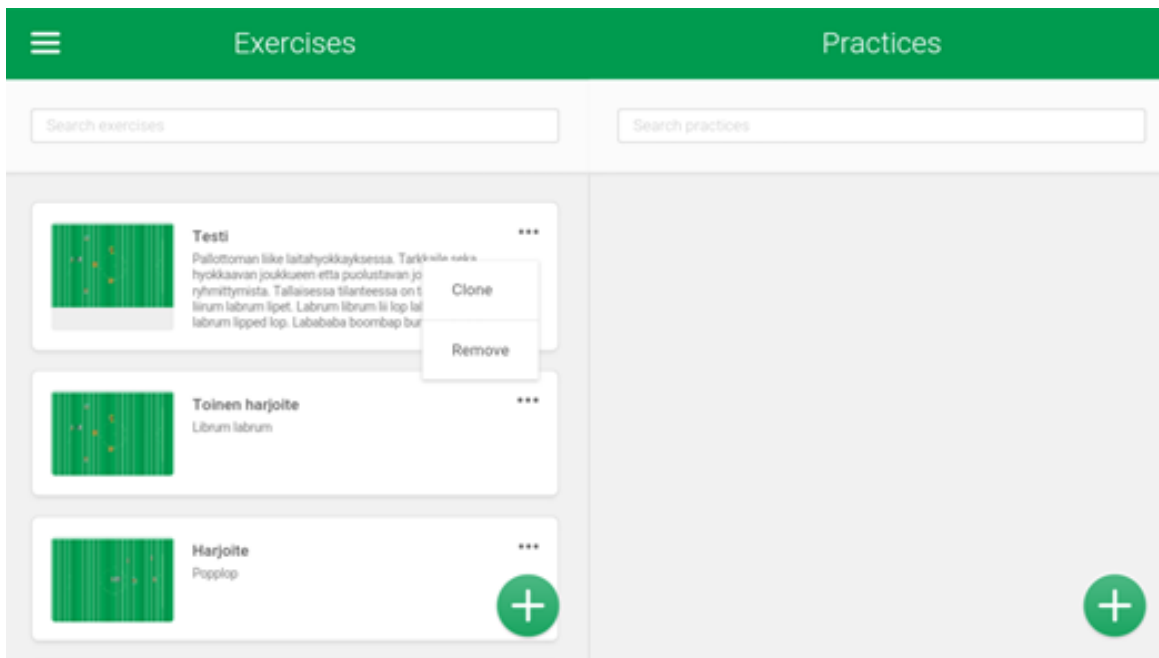 Exercises
Practices
Search exercises
Search practices
Testi
Pallottoman liike laitahyokkayksessa. Tarkkaile seka
hyokkaavan joukkueen etta puolustavan jo
ryhmittymista. Tallaisessa tilanteessa on t
liirum labrum lipet. Labrum librum lii lop lal
labrum lipped lop. Labababa boombap bur
Clone
Remove
Toinen harjoite
Librum labrum
Harjoite
Popplop